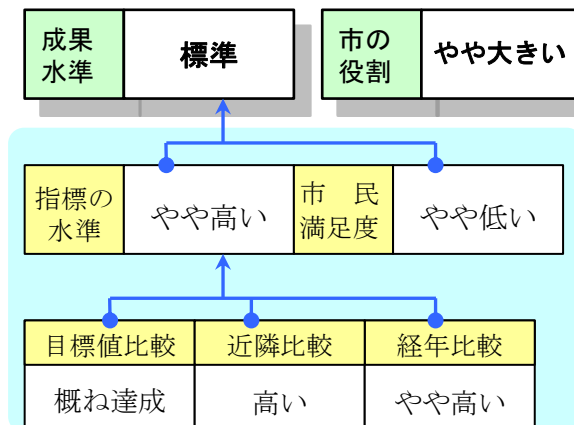 成果
水準
標準
市の
役割
やや大きい
指標の
水準
やや高い
市　民
満足度
やや低い
目標値比較
近隣比較
経年比較
概ね達成
高い
やや高い